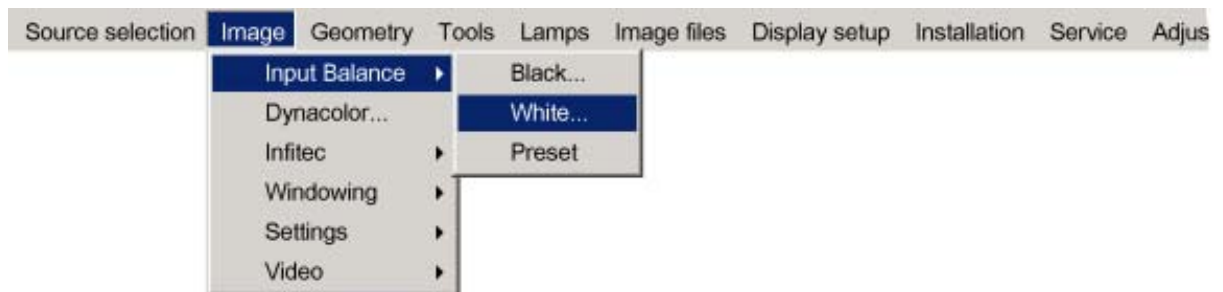 Source selection Image Geometry Tools Lamps Image files Display setup Installation Service Adjus
Input Balance Black...
Dynacolor... White...
Infitec Preset
Windowing
Settings
Video